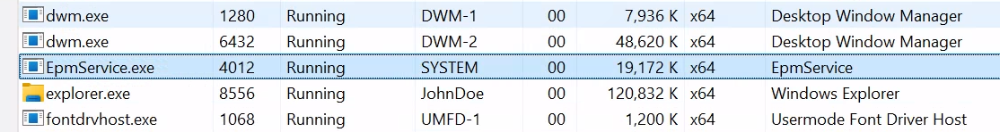 dwm.exe 1280 Running DWM-1 00 7,936 K x64 Desktop Window Manager
dwm.exe 6432 Running DWM-2 00 48,620 K x64 Desktop Window Manager
EpmService.exe 4012 Running SYSTEM 00 19,172 K x64 EpmService
explorer.exe 8556 Running JohnDoe 00 120,832 K x64 Windows Explorer
fontdrvhost.exe 1068 Running UMFD-1 00 1,200 K x64 Usermode Font Driver Host